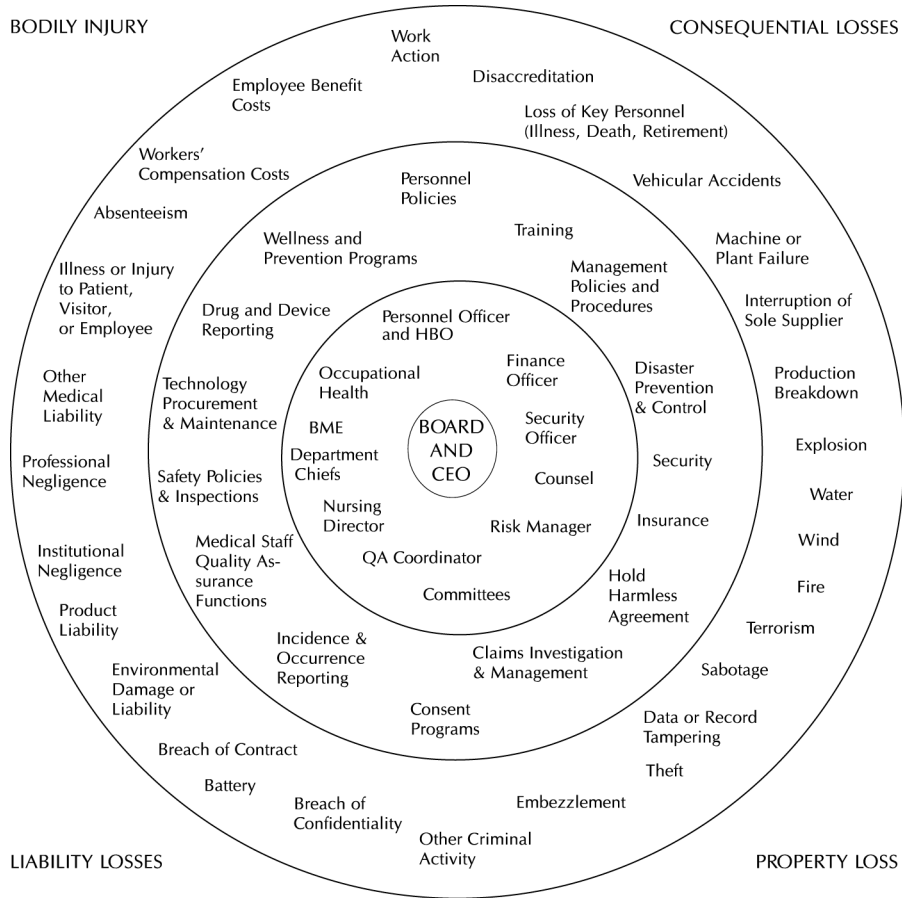 BODILY INJURY
CONSEQUENTIAL LOSSES
Work
Action
Disaccreditation
Employee Benefit
Costs
Loss of Key Personnel
(Illness, Death, Retirement)
Workers’
Compensation Costs
Vehicular Accidents
Absenteeism
Machine or
Plant Failure
Illness or Injury
to Patient,
Visitor,
or Employee
Interruption of
Sole Supplier
Other
Medical
Liability
Production
Breakdown
Professional
Negligence
Explosion
Water
Institutional
Negligence
Wind
Product
Liability
Fire
Terrorism
Environmental
Damage or
Liability
Sabotage
Data or Record
Tampering
Breach of Contract
Theft
Battery
Breach of
Confidentiality
Embezzlement
Other Criminal
Activity
Personnel
Policies
Training
Wellness and
Prevention Programs
Management
Policies and
Procedures
Drug and Device
Reporting
Disaster
Prevention
& Control
Technology
Procurement
& Maintenance
Security
Safety Policies
& Inspections
Insurance
Medical Staff
Quality As-
surance
Functions
Hold
Harmless
Agreement
Incidence &
Occurrence
Reporting
Claims Investigation
& Management
Consent
Programs
Personnel Officer
and HBO
Finance
Officer
Occupational
Health
Security
Officer
BME
Department
Chiefs
Counsel
Nursing
Director
Risk Manager
QA Coordinator
Committees
BOARD
AND
CEO
LIABILITY LOSSES
PROPERTY LOSS